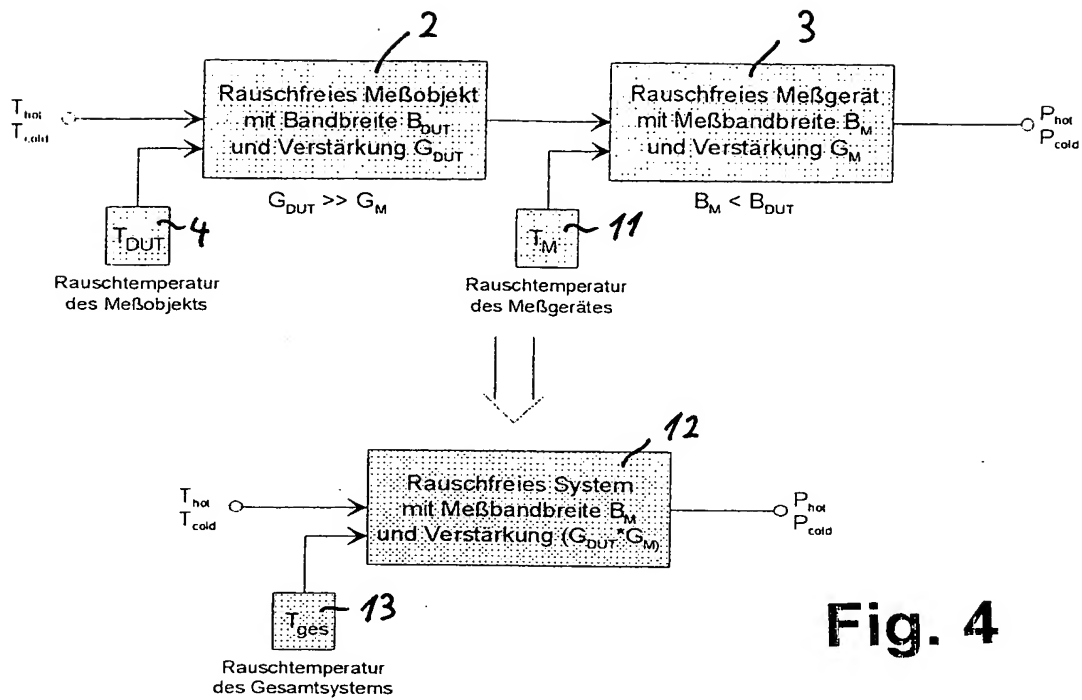 2
3
T_hot
T_cold
Rauschfreies Meßobjekt
mit Bandbreite B_DUT
und Verstärkung G_DUT
Rauschfreies Meßgerät
mit Meßbandbreite B_M
und Verstärkung G_M
P_hot
P_cold
G_DUT >> G_M
B_M < B_DUT
T_DUT
4
T_M
11
Rauschtemperatur
des Meßobjekts
Rauschtemperatur
des Meßgerätes
12
T_hot
T_cold
Rauschfreies System
mit Meßbandbreite B_M
und Verstärkung (G_DUT*G_M)
P_hot
P_cold
T_ges
13
Rauschtemperatur
des Gesamtsystems
Fig. 4